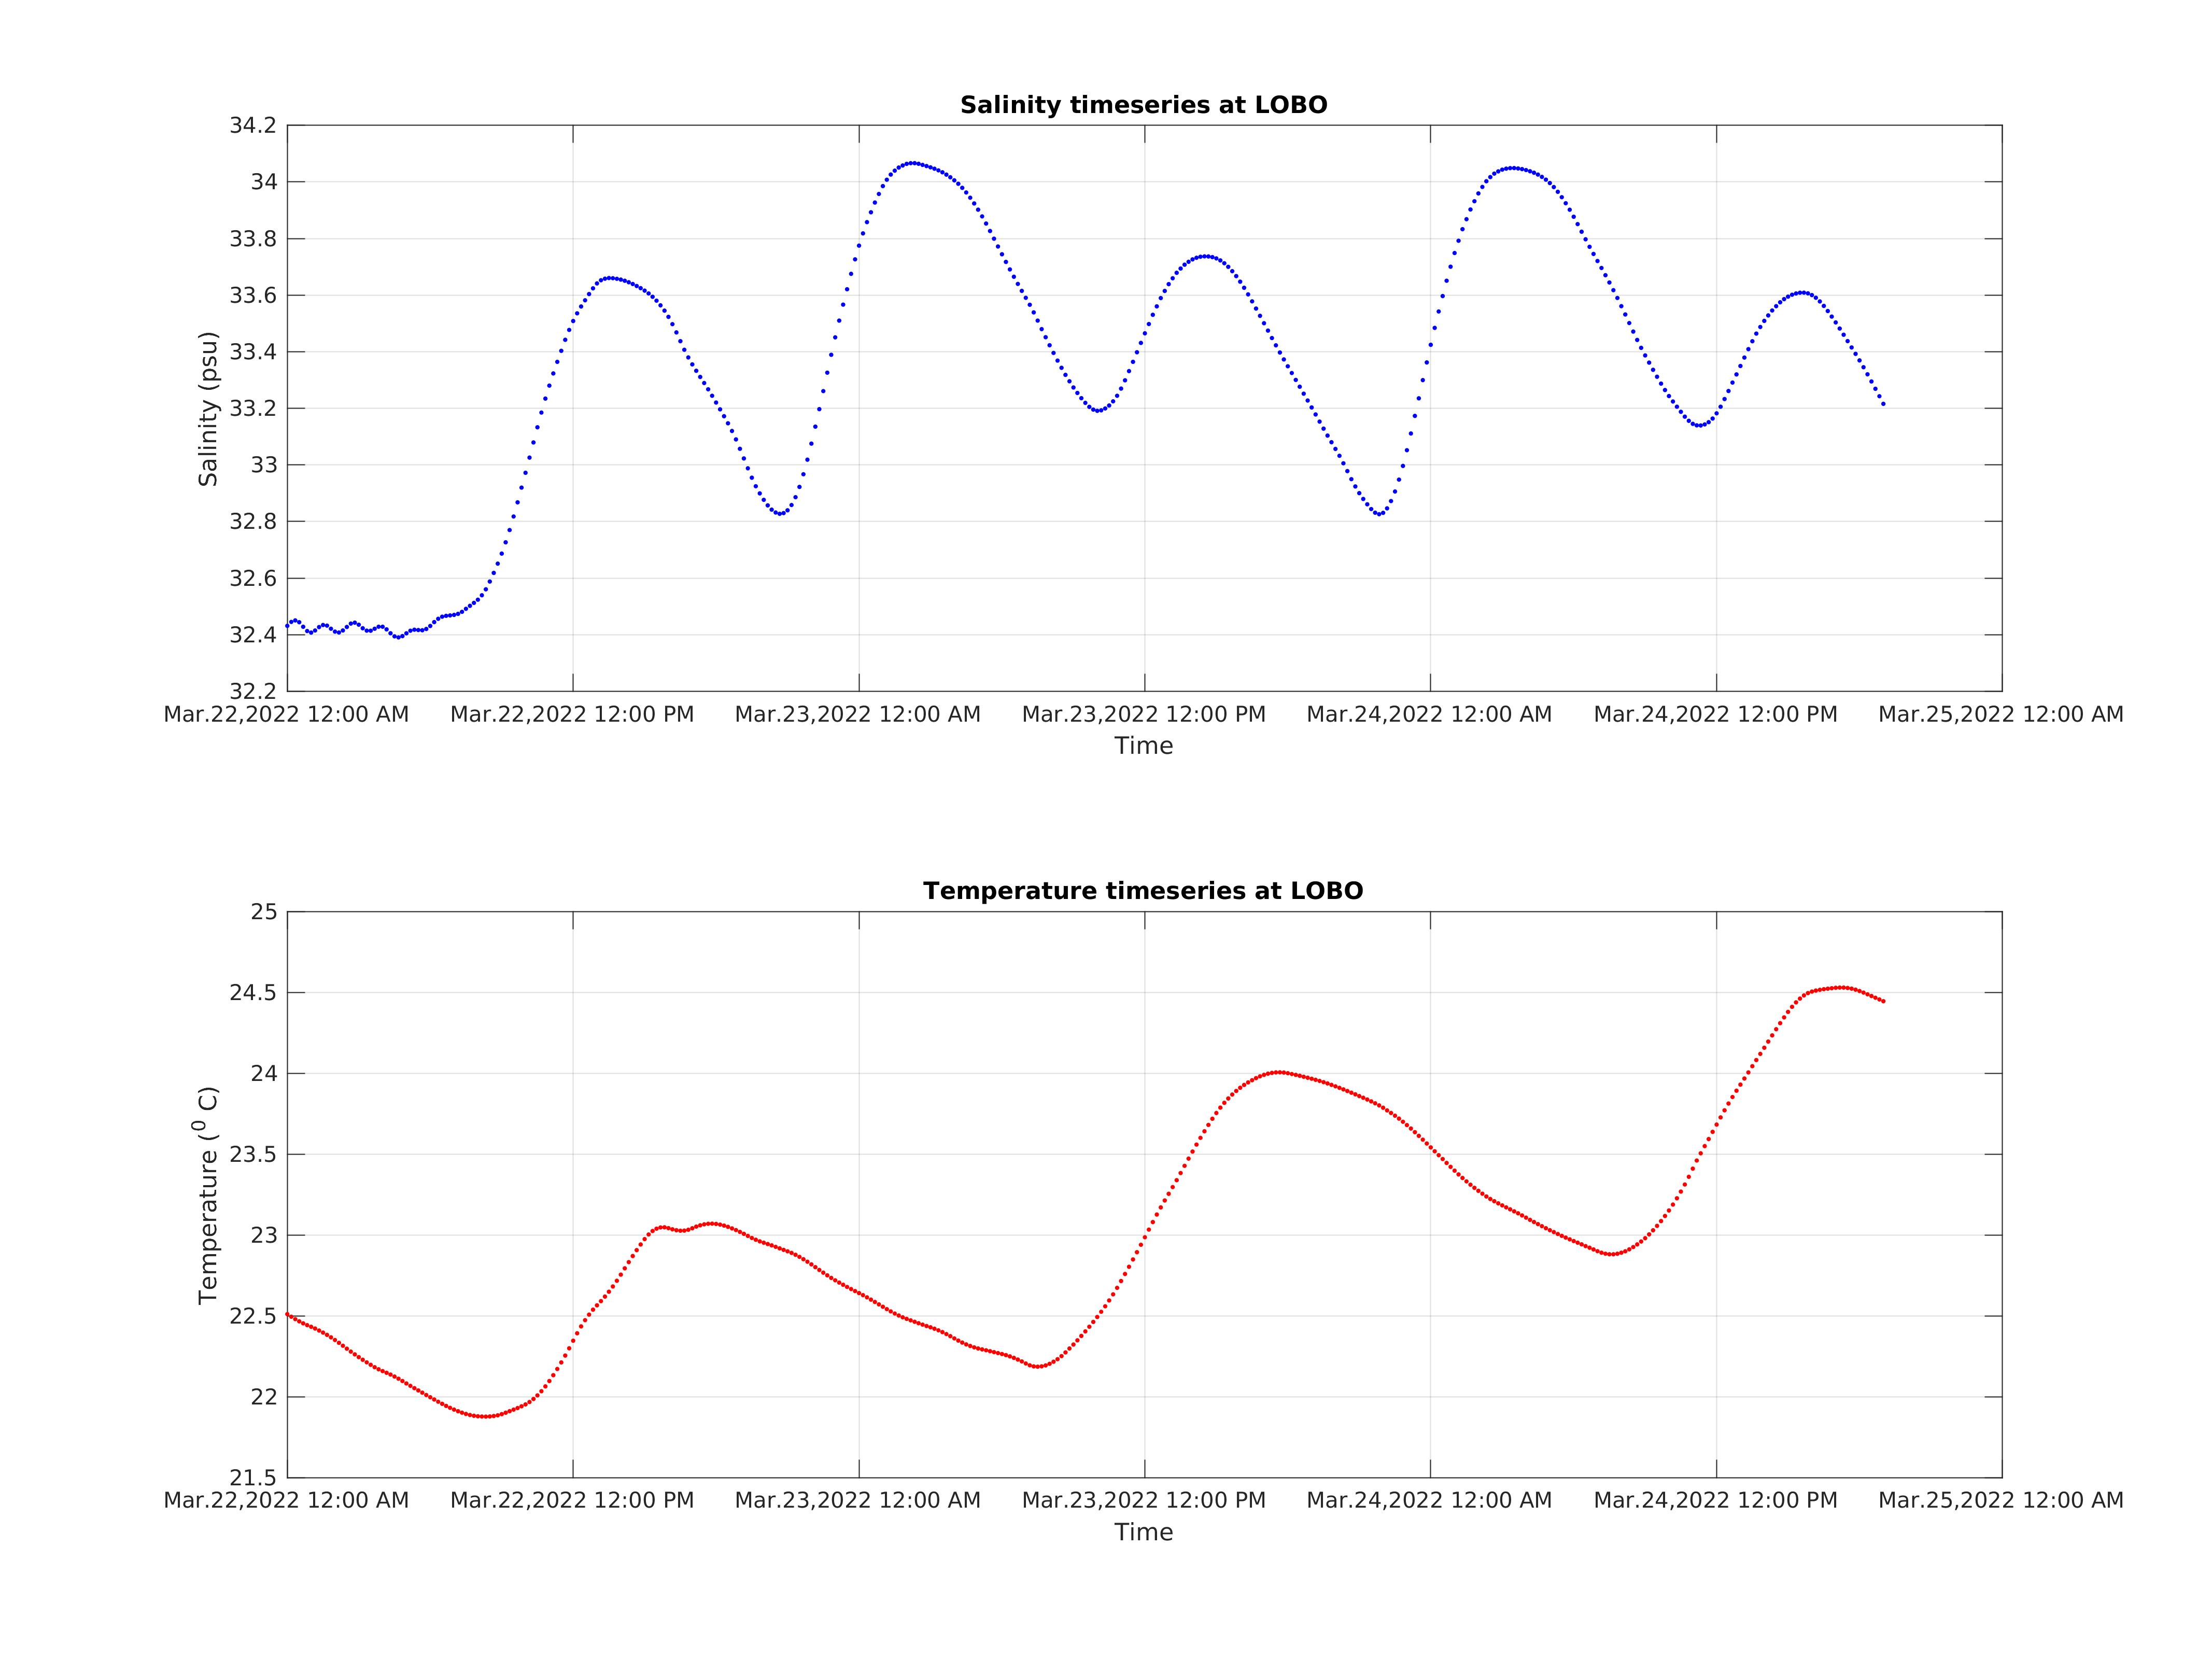 Salinity timeseries at LOBO
34.2
34
33.8
33.6
33.4
33.2
33
32.8
32.6
32.4
32.2
Salinity (psu)
Mar.22,2022 12:00 AM Mar.22,2022 12:00 PM Mar.23,2022 12:00 AM Mar.23,2022 12:00 PM Mar.24,2022 12:00 AM Mar.24,2022 12:00 PM Mar.25,2022 12:00 AM
Time
Temperature timeseries at LOBO
25
24.5
24
23.5
23
22.5
22
21.5
Temperature (⁰ C)
Mar.22,2022 12:00 AM Mar.22,2022 12:00 PM Mar.23,2022 12:00 AM Mar.23,2022 12:00 PM Mar.24,2022 12:00 AM Mar.24,2022 12:00 PM Mar.25,2022 12:00 AM
Time